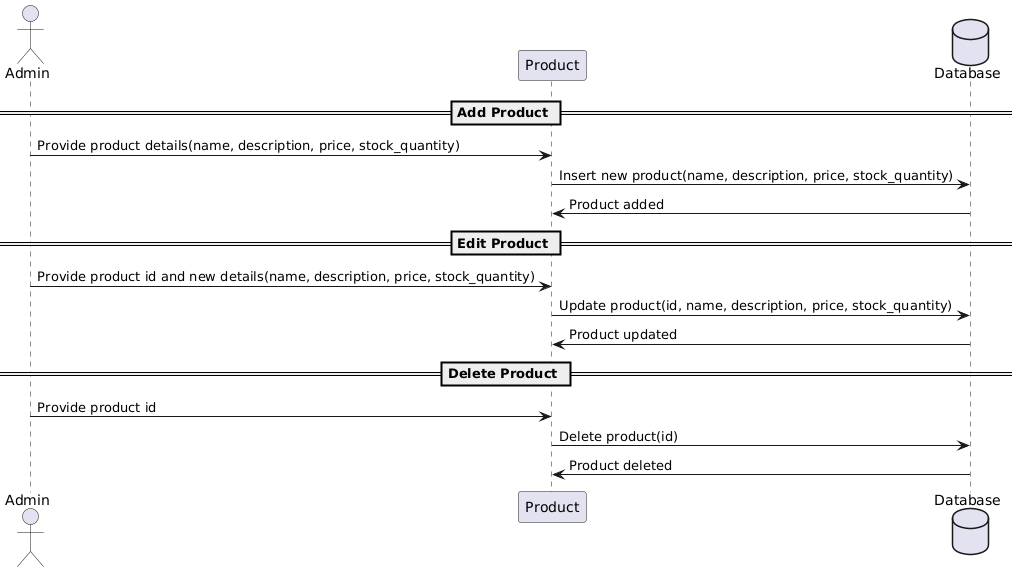 Admin
Product
Database
Add Product
Provide product details(name, description, price, stock_quantity)
Insert new product(name, description, price, stock_quantity)
Product added
Edit Product
Provide product id and new details(name, description, price, stock_quantity)
Update product(id, name, description, price, stock_quantity)
Product updated
Delete Product
Provide product id
Delete product(id)
Product deleted
Admin
Product
Database